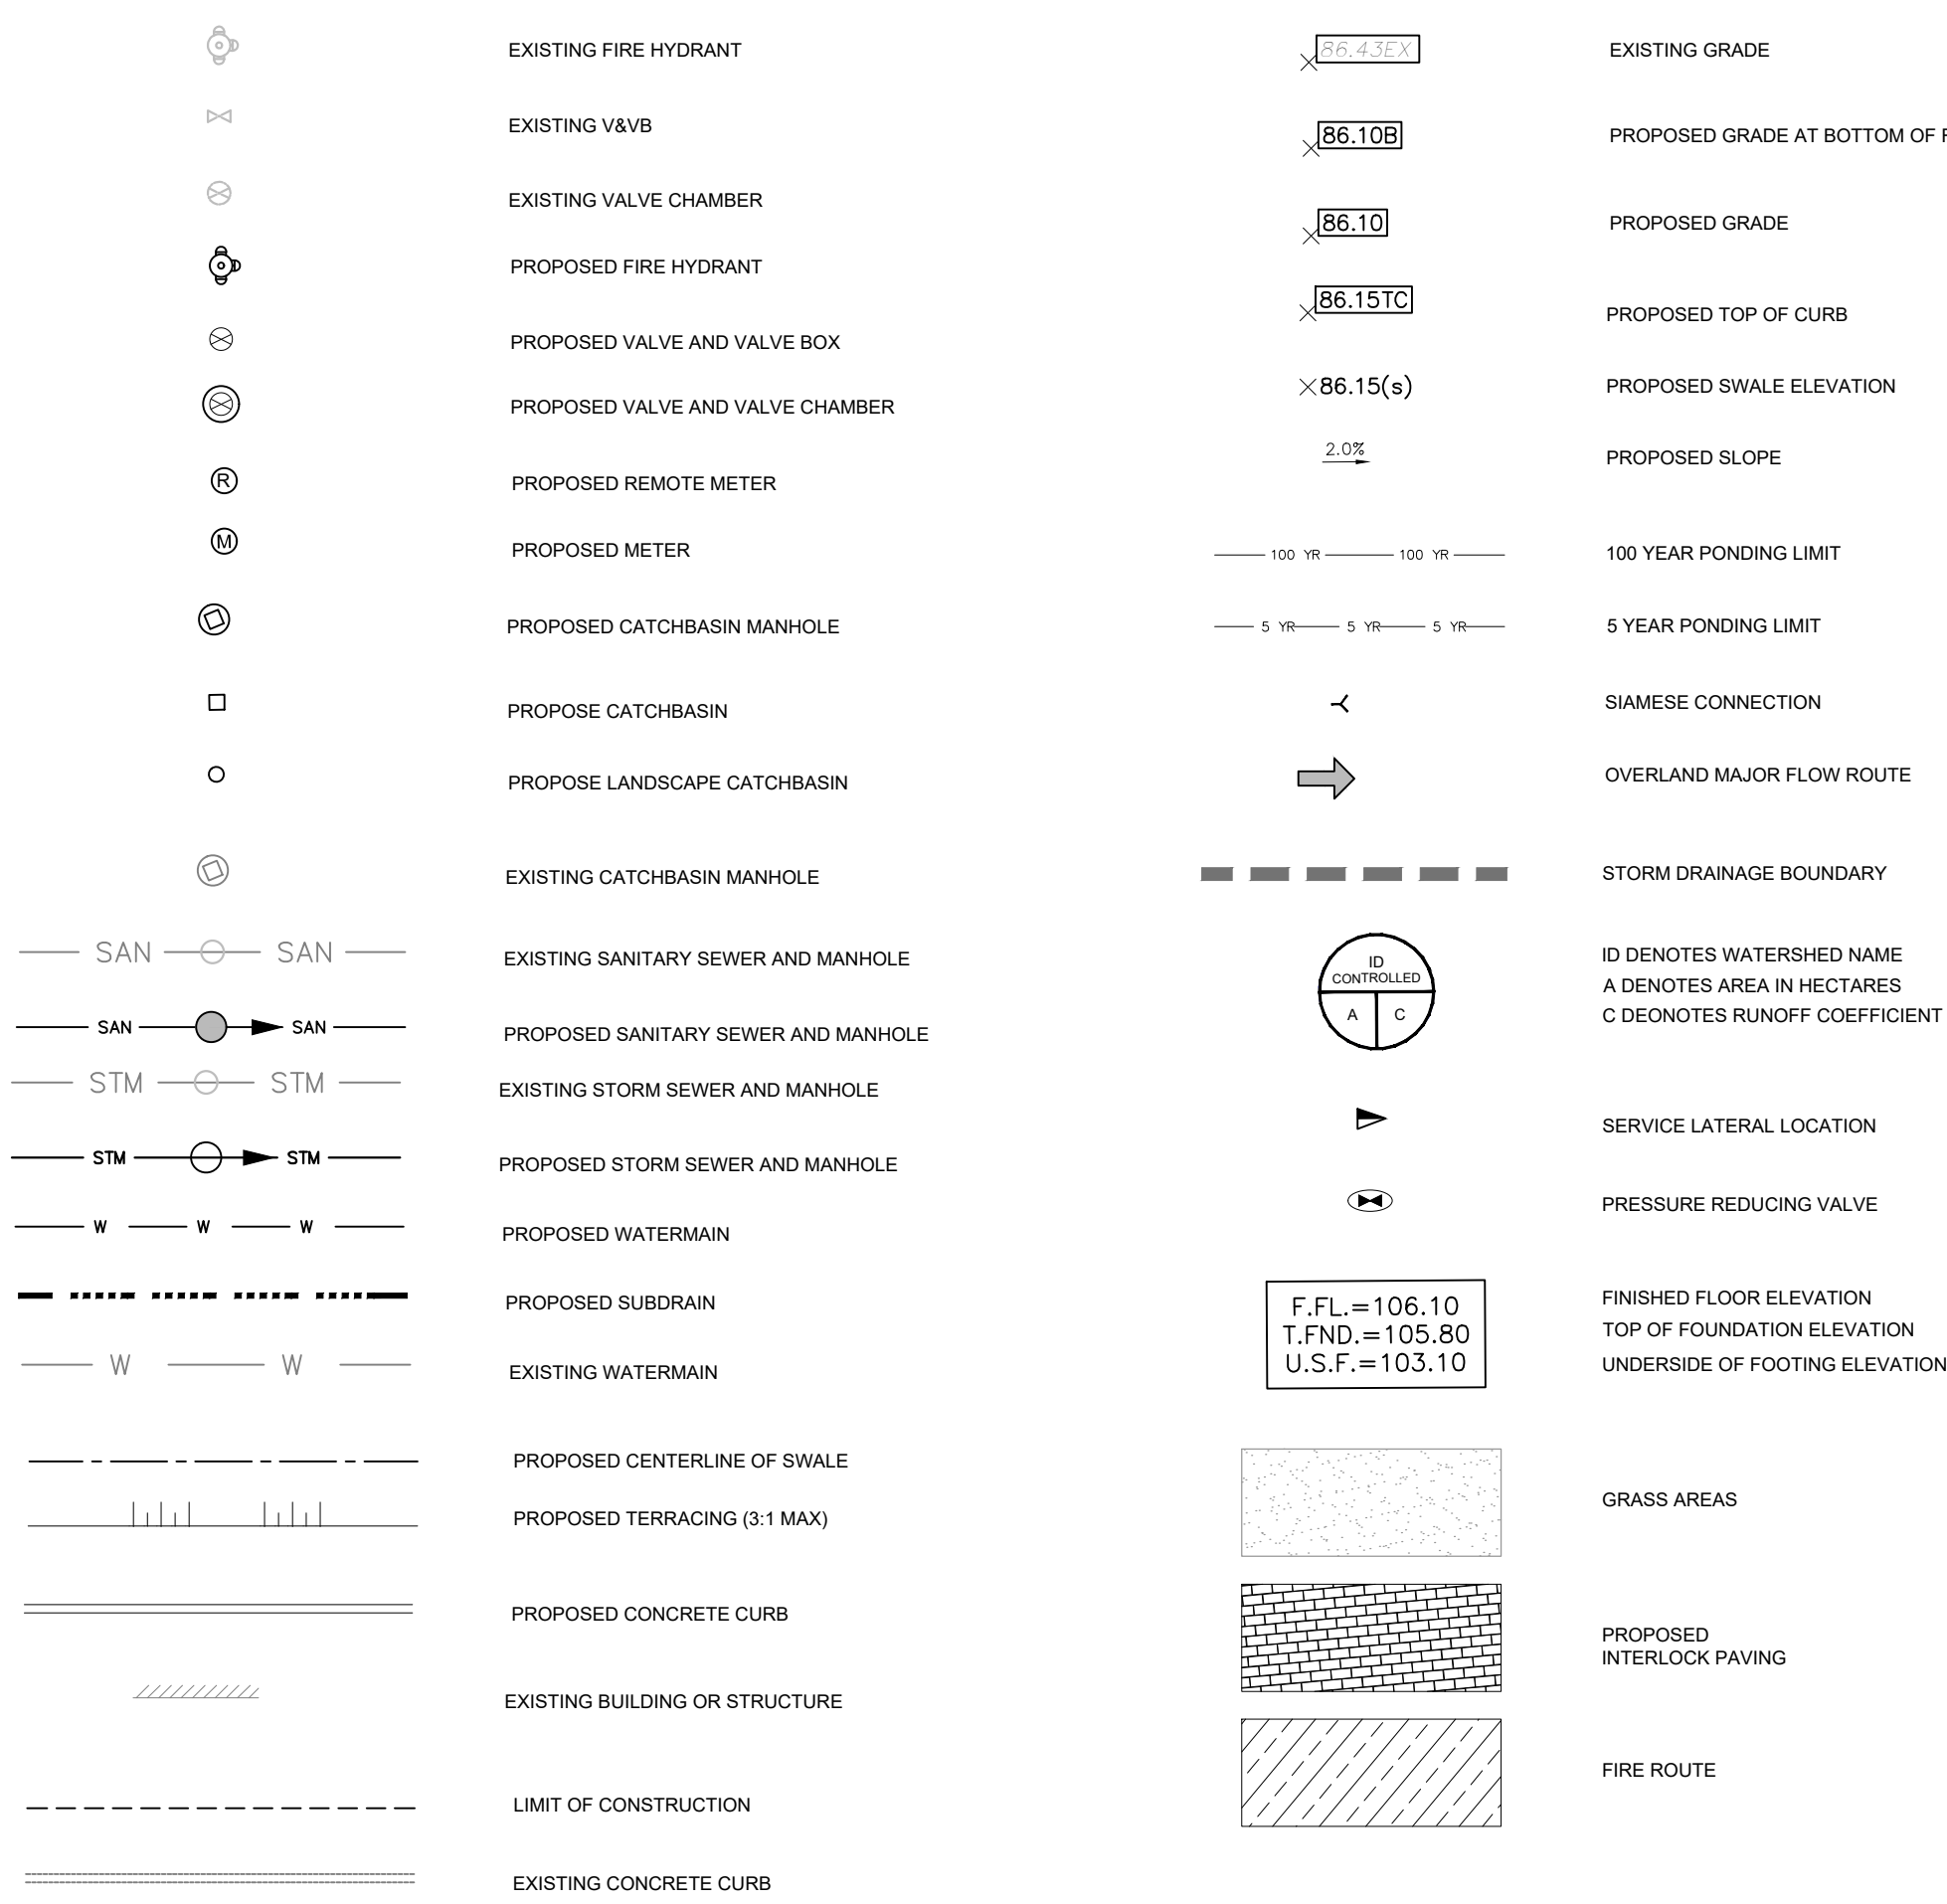 EXISTING FIRE HYDRANT
EXISTING V&VB
EXISTING VALVE CHAMBER
PROPOSED FIRE HYDRANT
PROPOSED VALVE AND VALVE BOX
PROPOSED VALVE AND VALVE CHAMBER
R PROPOSED REMOTE METER
M PROPOSED METER
PROPOSED CATCHBASIN MANHOLE
PROPOSE CATCHBASIN
PROPOSE LANDSCAPE CATCHBASIN
EXISTING CATCHBASIN MANHOLE
SAN SAN EXISTING SANITARY SEWER AND MANHOLE
SAN SAN PROPOSED SANITARY SEWER AND MANHOLE
STM STM EXISTING STORM SEWER AND MANHOLE
STM STM PROPOSED STORM SEWER AND MANHOLE
W W W PROPOSED WATERMAIN
PROPOSED SUBDRAIN
W W EXISTING WATERMAIN
PROPOSED CENTERLINE OF SWALE
PROPOSED TERRACING (3:1 MAX)
PROPOSED CONCRETE CURB
EXISTING BUILDING OR STRUCTURE
LIMIT OF CONSTRUCTION
EXISTING CONCRETE CURB
86.43EX EXISTING GRADE
86.10B PROPOSED GRADE AT BOTTOM OF
86.10 PROPOSED GRADE
86.15TC PROPOSED TOP OF CURB
86.15(s) PROPOSED SWALE ELEVATION
2.0% PROPOSED SLOPE
100 YR 100 YR 100 YEAR PONDING LIMIT
5 YR 5 YR 5 YR 5 YEAR PONDING LIMIT
SIAMESE CONNECTION
OVERLAND MAJOR FLOW ROUTE
STORM DRAINAGE BOUNDARY
ID
CONTROLLED
A C
ID DENOTES WATERSHED NAME
A DENOTES AREA IN HECTARES
C DEONOTES RUNOFF COEFFICIENT
SERVICE LATERAL LOCATION
PRESSURE REDUCING VALVE
F.FL.=106.10 FINISHED FLOOR ELEVATION
T.FND.=105.80 TOP OF FOUNDATION ELEVATION
U.S.F.=103.10 UNDERSIDE OF FOOTING ELEVATION
GRASS AREAS
PROPOSED
INTERLOCK PAVING
FIRE ROUTE